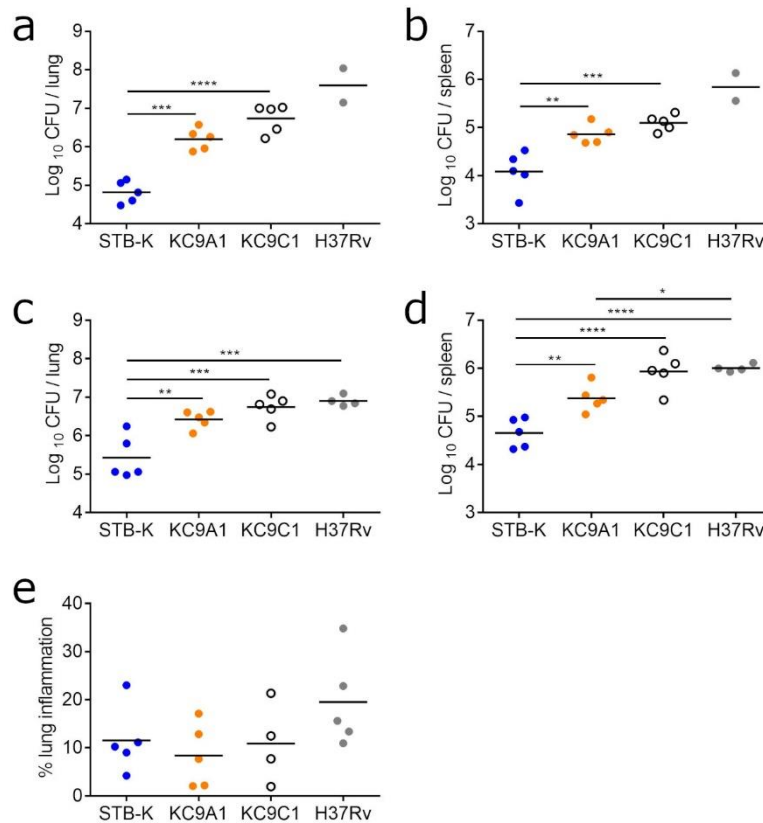 a
Log 10 CFU / lung
9
8
7
6
5
4
****
***
STB-K KC9A1 KC9C1 H37Rv
b
Log 10 CFU / spleen
7
6
5
4
3
***
**
STB-K KC9A1 KC9C1 H37Rv
c
Log 10 CFU / lung
9
8
7
6
5
4
***
***
**
STB-K KC9A1 KC9C1 H37Rv
d
Log 10 CFU / spleen
7
6
5
4
3
*
****
****
**
STB-K KC9A1 KC9C1 H37Rv
e
% lung inflammation
40
30
20
10
0
STB-K KC9A1 KC9C1 H37Rv